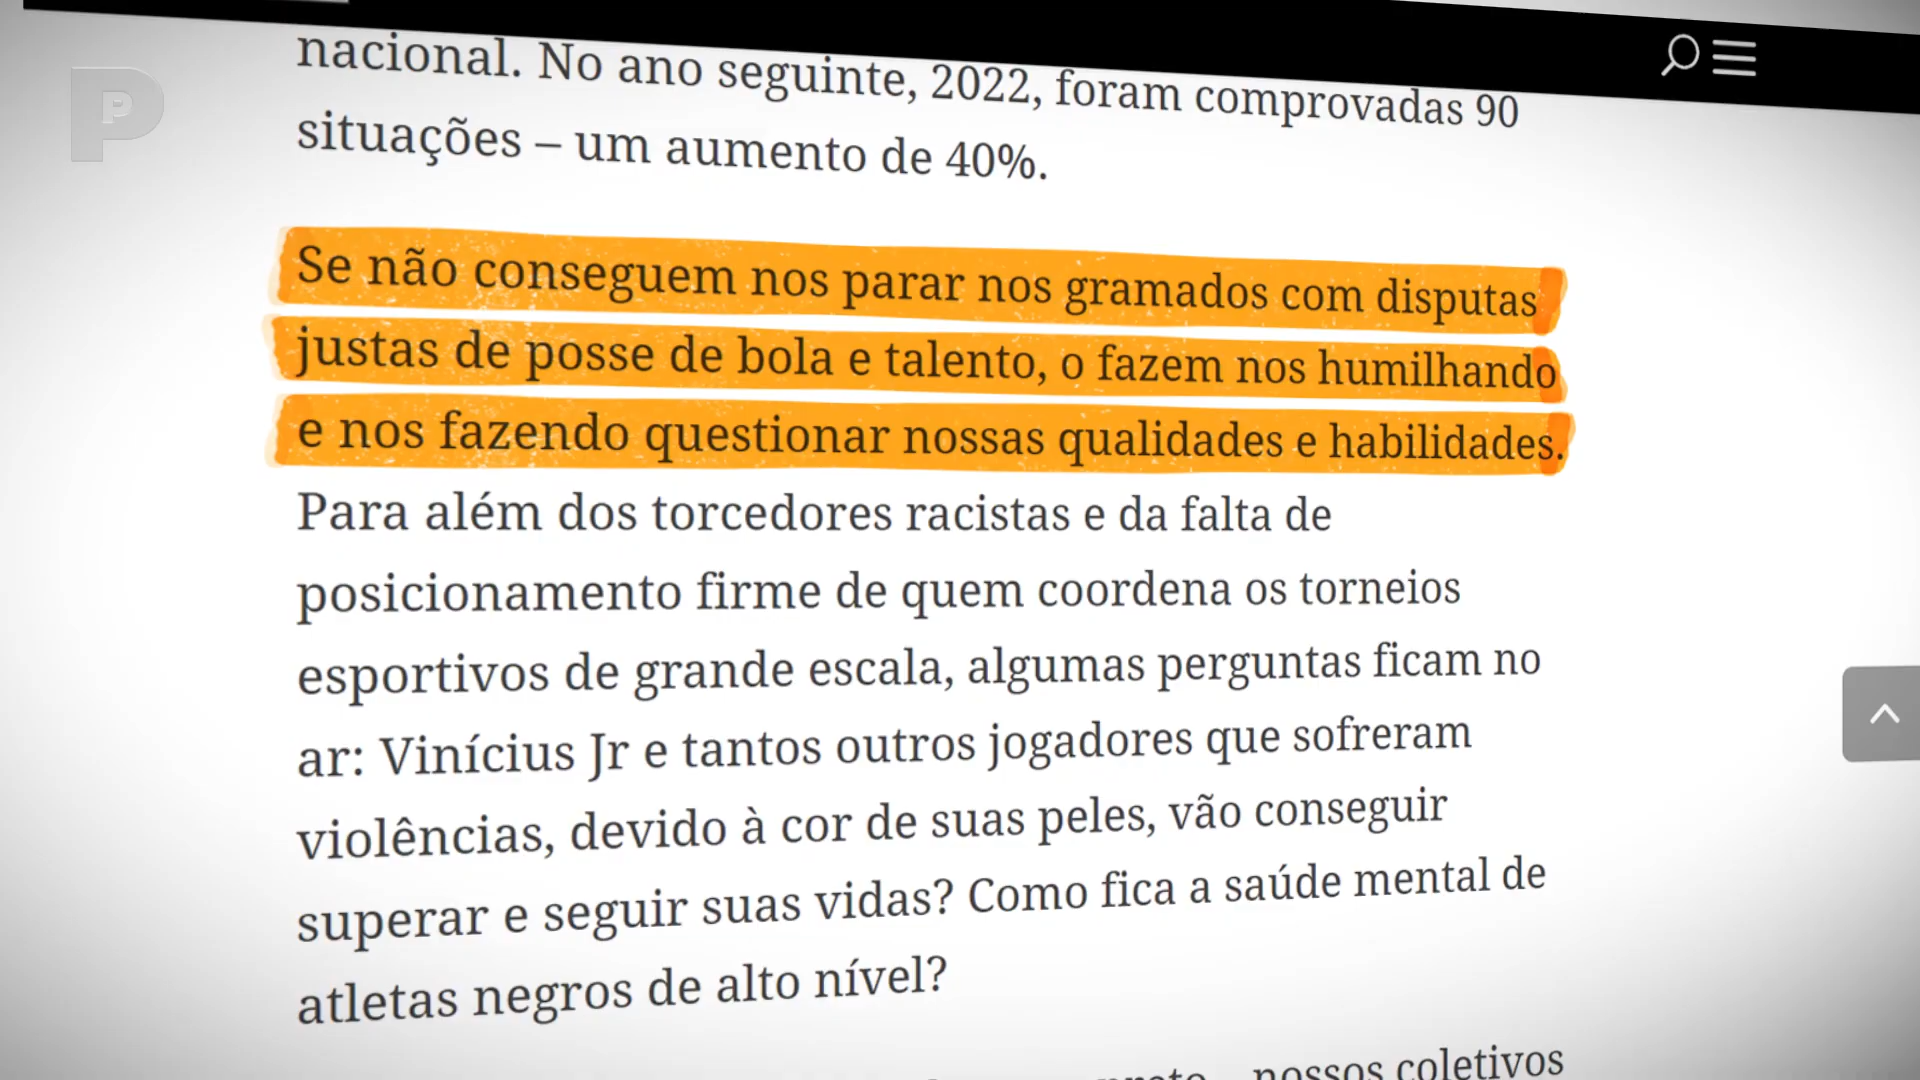 nacional. No ano seguinte, 2022, foram comprovadas 90
situações – um aumento de 40%.
Se não conseguem nos parar nos gramados com disputas
justas de posse de bola e talento, o fazem nos humilhando
e nos fazendo questionar nossas qualidades e habilidades.
Para além dos torcedores racistas e da falta de
posicionamento firme de quem coordena os torneios
esportivos de grande escala, algumas perguntas ficam no
ar: Vinícius Jr e tantos outros jogadores que sofreram
violências, devido à cor de suas peles, vão conseguir
superar e seguir suas vidas? Como fica a saúde mental de
atletas negros de alto nível?
nossos coletivos
P